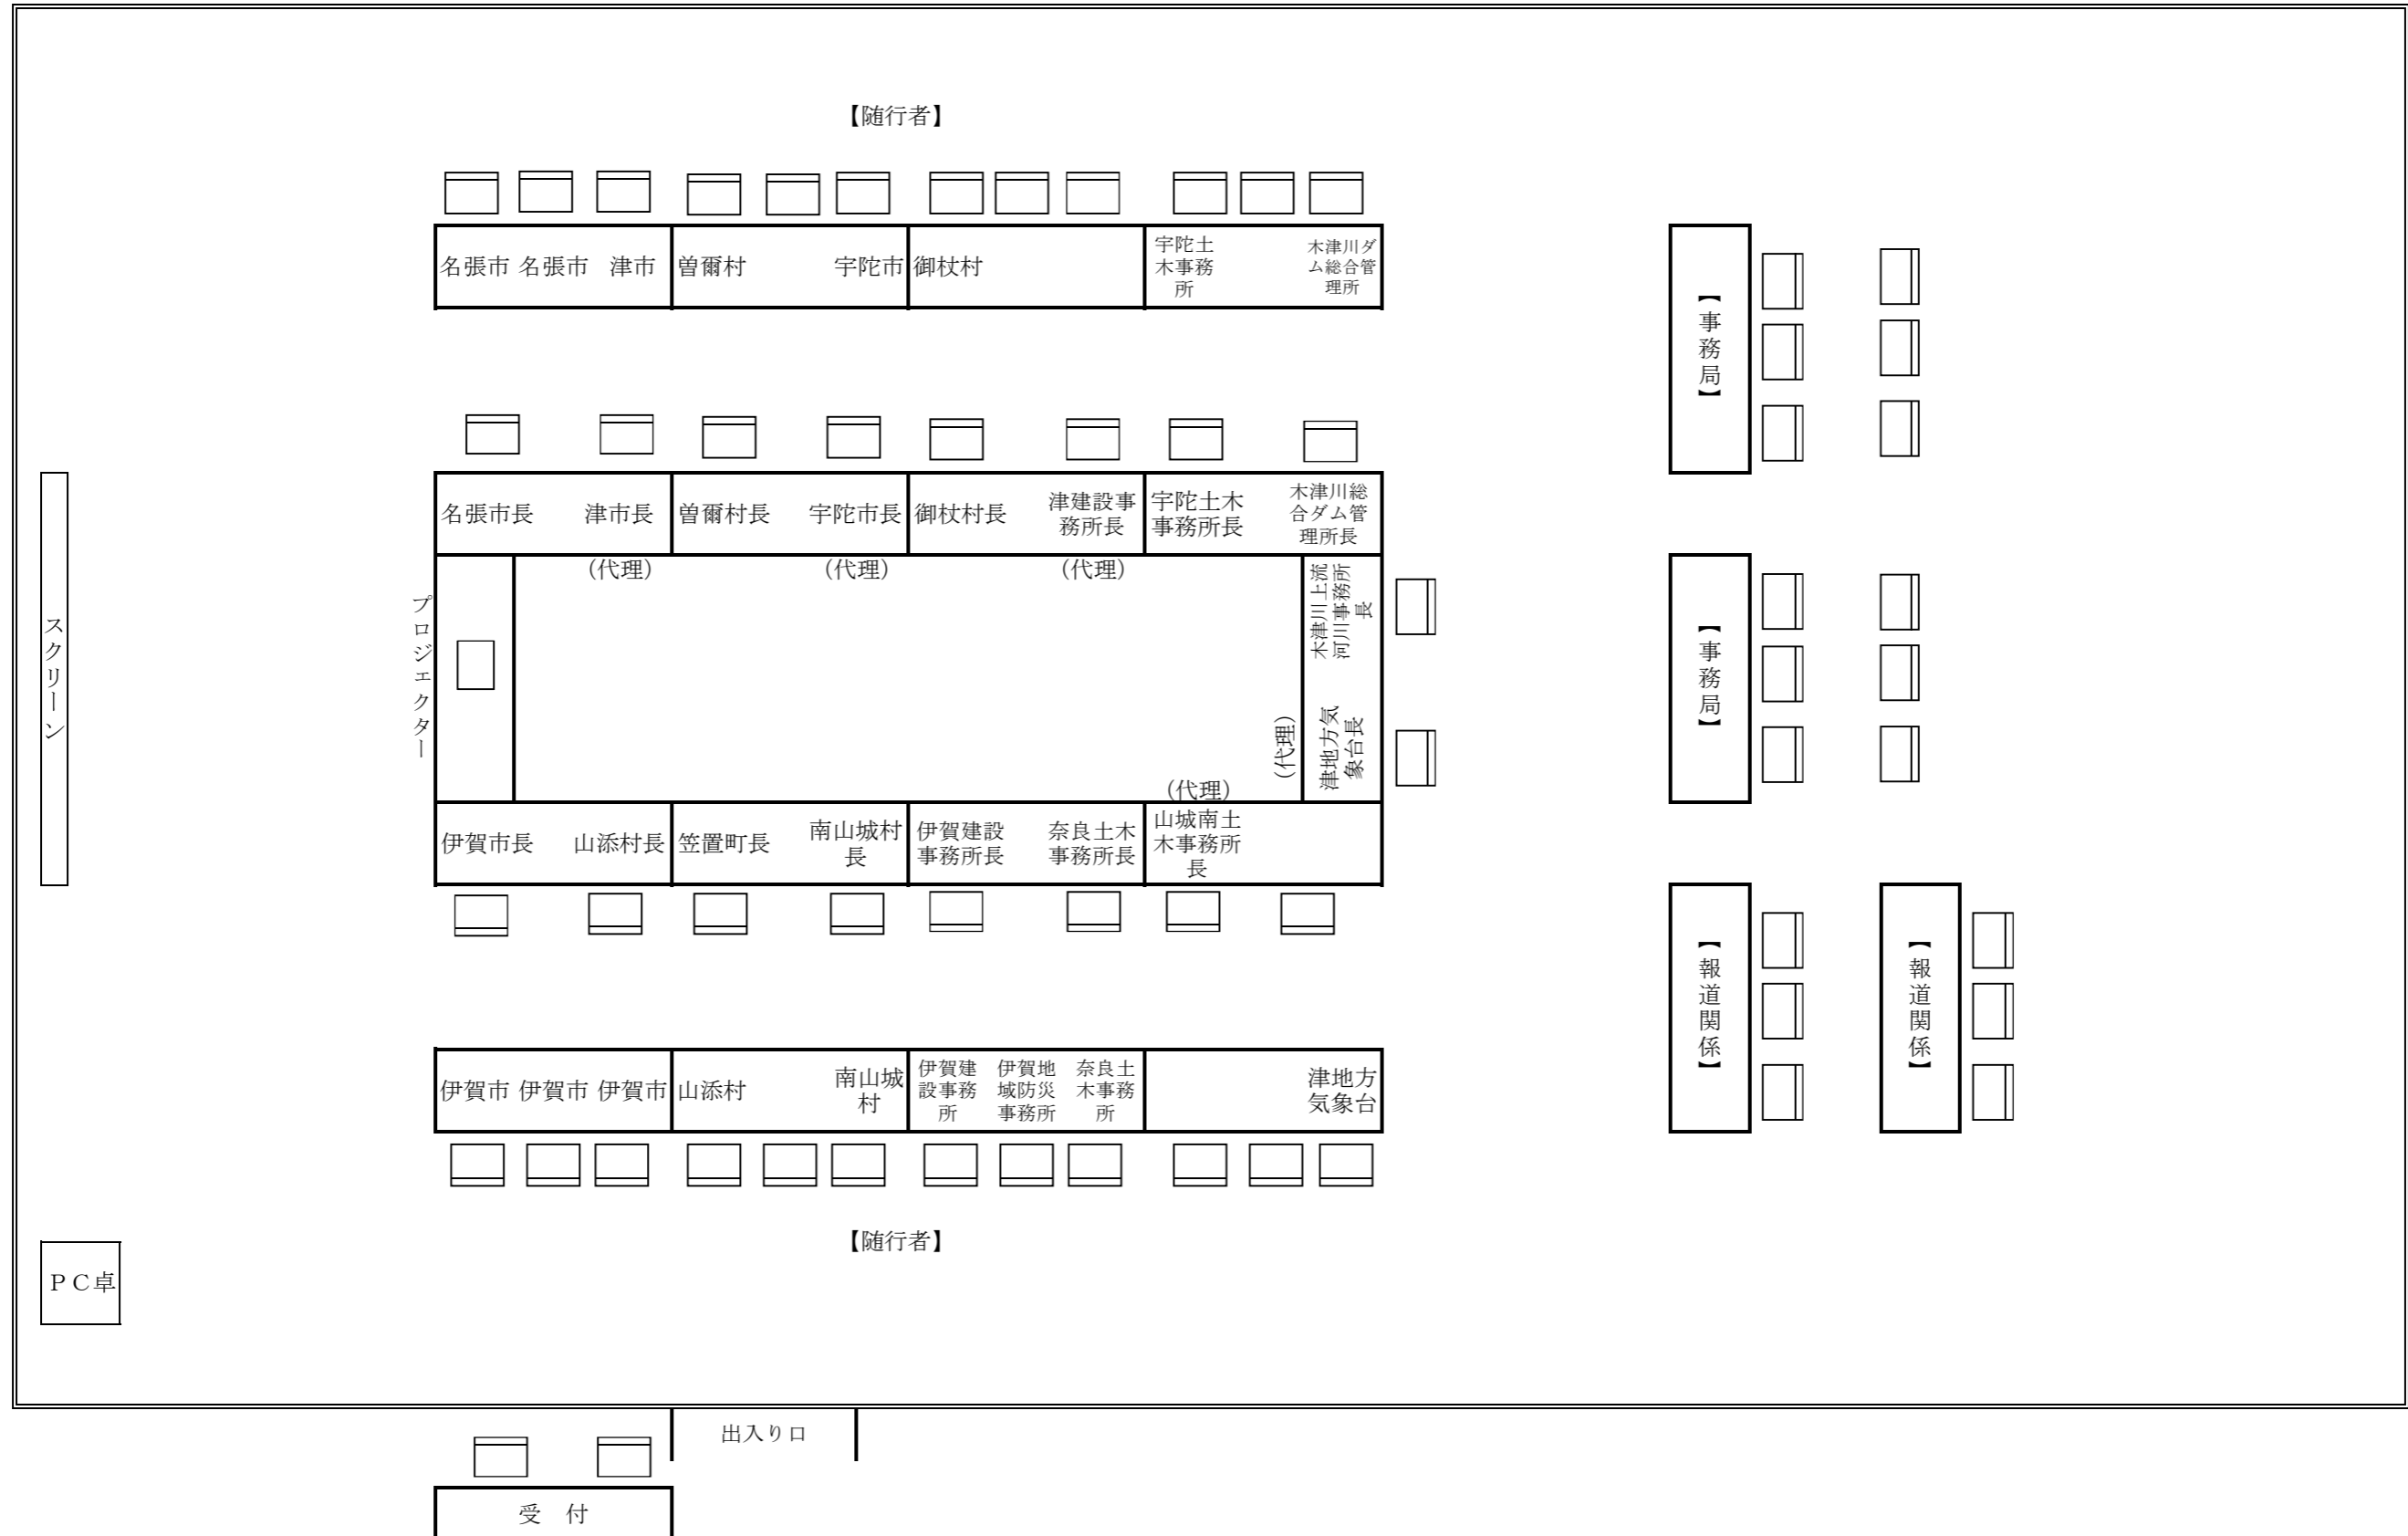 【随行者】
名張市 名張市 津市 曽爾村 宇陀市 御杖村
宇陀土
木事務
所
木津川ダ
ム総合管
理所
【事務局】
名張市長 津市長 曽爾村長 宇陀市長 御杖村長
津建設事
務所長
宇陀土木
事務所長
木津川総
合ダム管
理所長
(代理) (代理) (代理)
スクリーン
プロジェクター
木津川上流
河川事務所
長
津地方気
象台長
(代理)
(代理)
【事務局】
伊賀市長 山添村長 笠置町長
南山城村
長
伊賀建設
事務所長
奈良土木
事務所長
山城南土
木事務所
長
【報道関係】
【報道関係】
伊賀市 伊賀市 伊賀市 山添村
南山城
村
伊賀建
設事務
所
伊賀地
域防災
事務所
奈良土
木事務
所
津地方
気象台
【随行者】
PC卓
出入り口
受 付